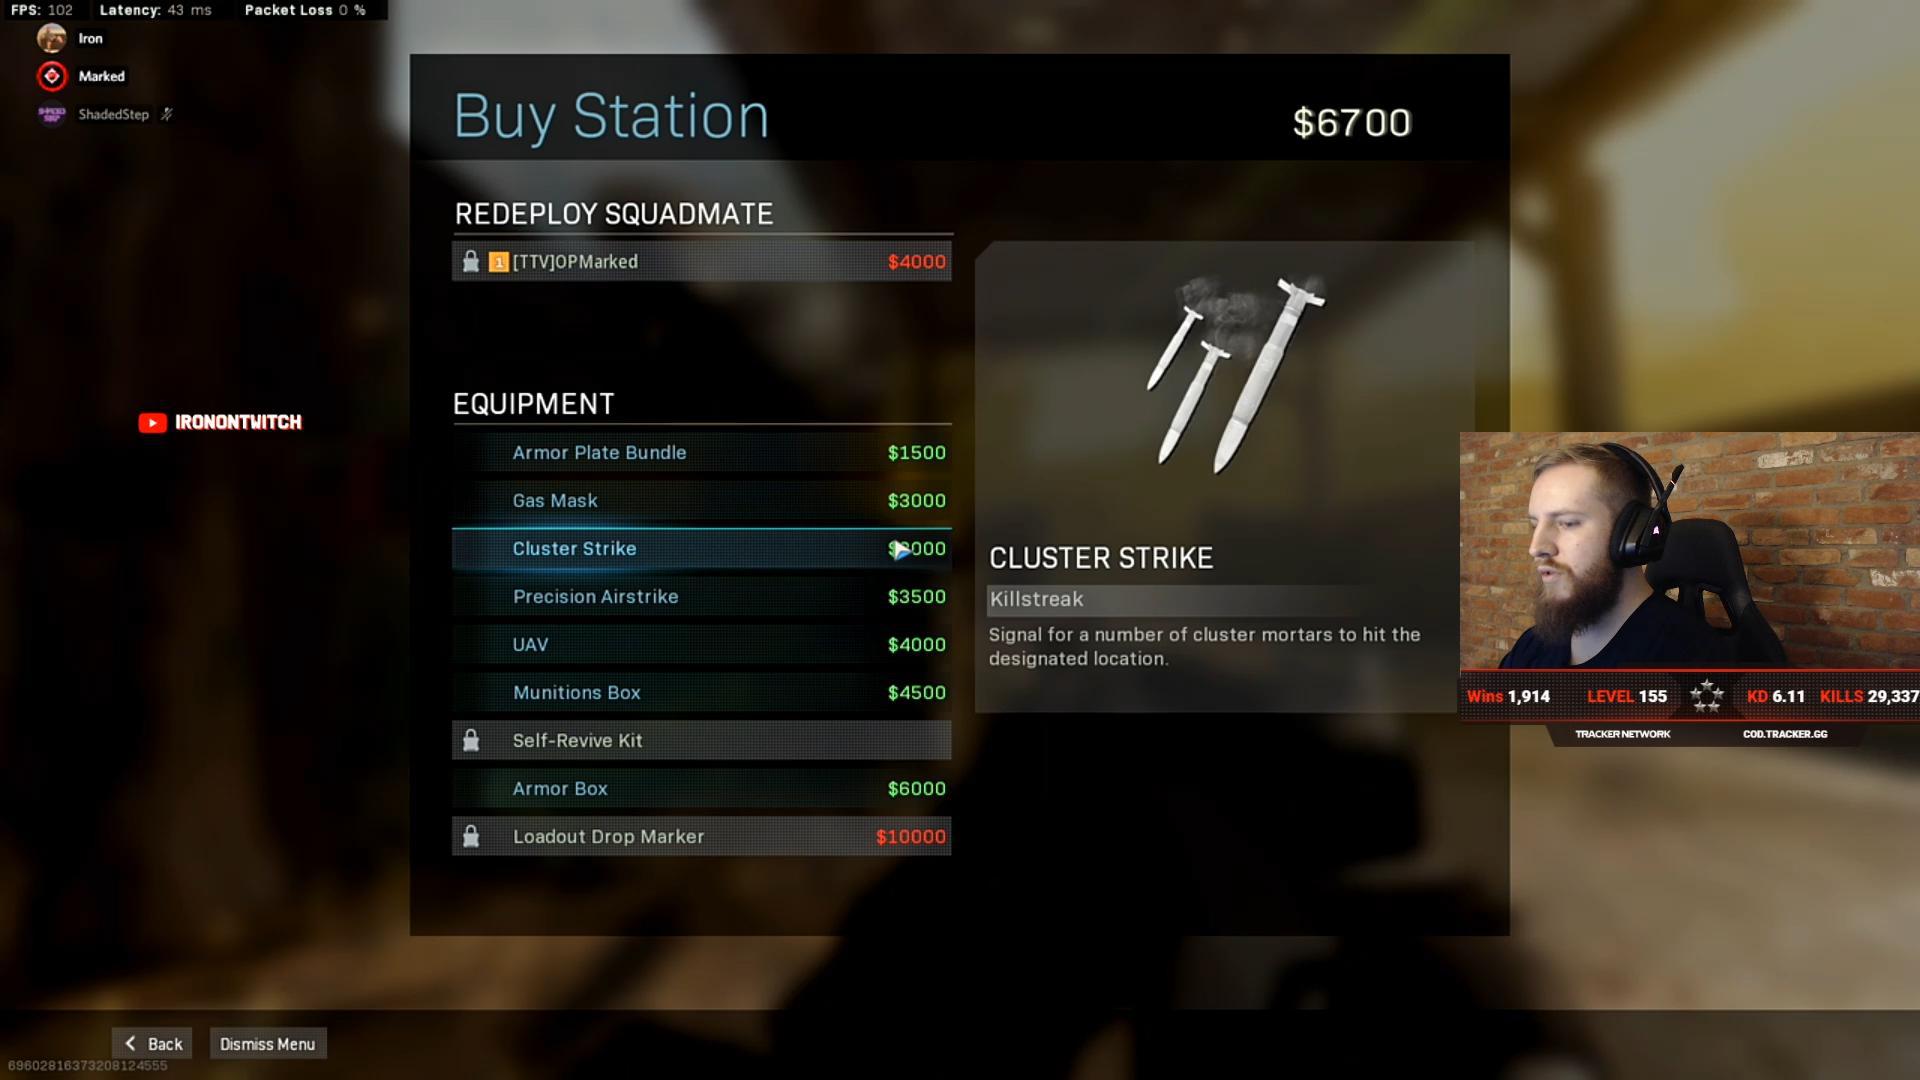 FPS: 102 Latency: 43 ms Packet Loss 0 %
Iron
Marked
ShadedStep
Buy Station
$6700
REDEPLOY SQUADMATE
1 [TTV]OPMarked $4000
EQUIPMENT
Armor Plate Bundle $1500
Gas Mask $3000
Cluster Strike
Precision Airstrike $3500
UAV $4000
Munitions Box $4500
Self-Revive Kit
Armor Box $6000
Loadout Drop Marker $10000
CLUSTER STRIKE
Killstreak
Signal for a number of cluster mortars to hit the
designated location.
IRONONTWITCH
Wins 1,914 LEVEL 155 KD 6.11 KILLS 29,337
TRACKER NETWORK COD.TRACKER.GG
Back Dismiss Menu
69602816373208124555